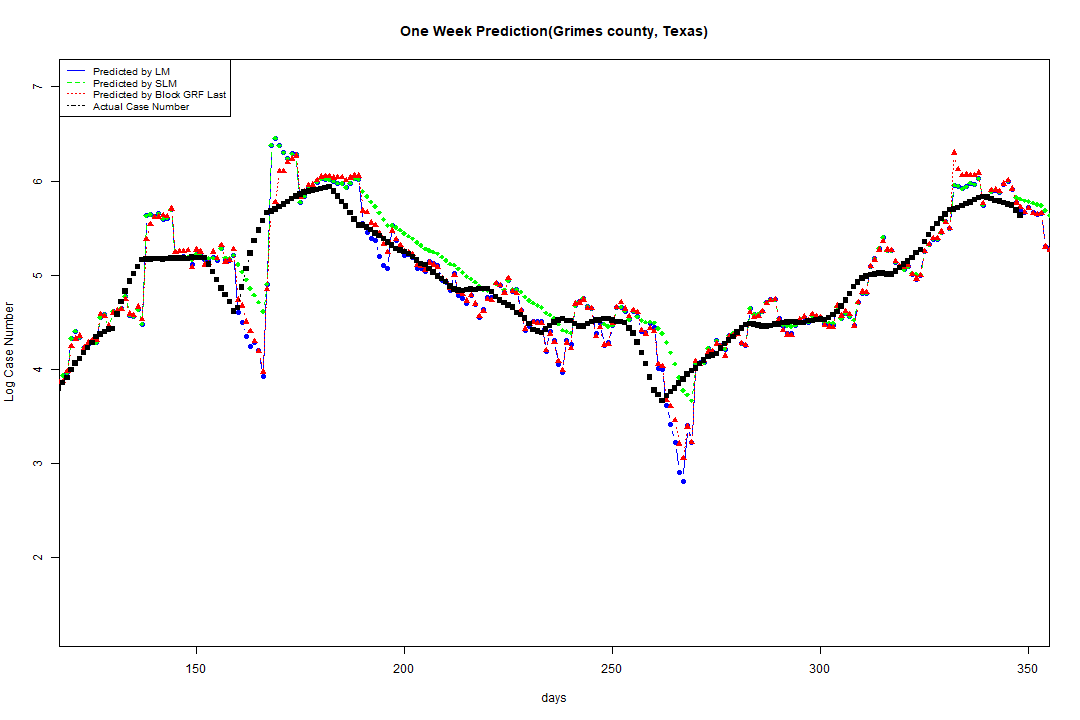 One Week Prediction(Grimes county, Texas)
Predicted by LM
Predicted by SLM
Predicted by Block GRF Last
Actual Case Number
7
6
5
4
3
2
Log Case Number
150 200 250 300 350
days